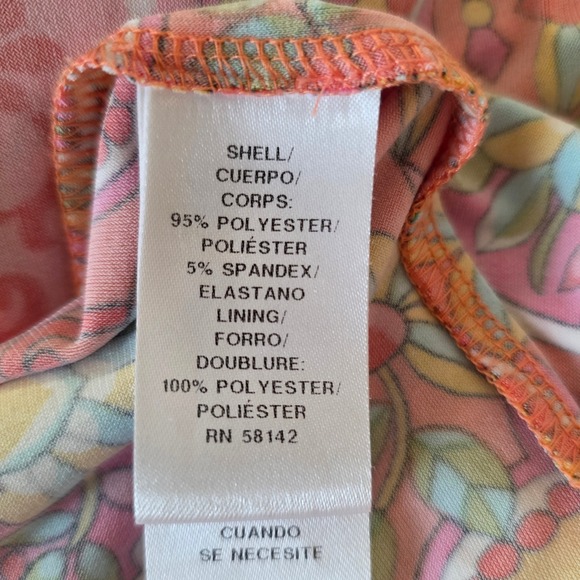 SHELL/
CUERPO/
CORPS:
95% POLYESTER/
POLIÉSTER
5% SPANDEX/
ELASTANO
LINING/
FORRO/
DOUBLURE:
100% POLYESTER/
POLIÉSTER
RN 58142
CUANDO
SE NECESITE